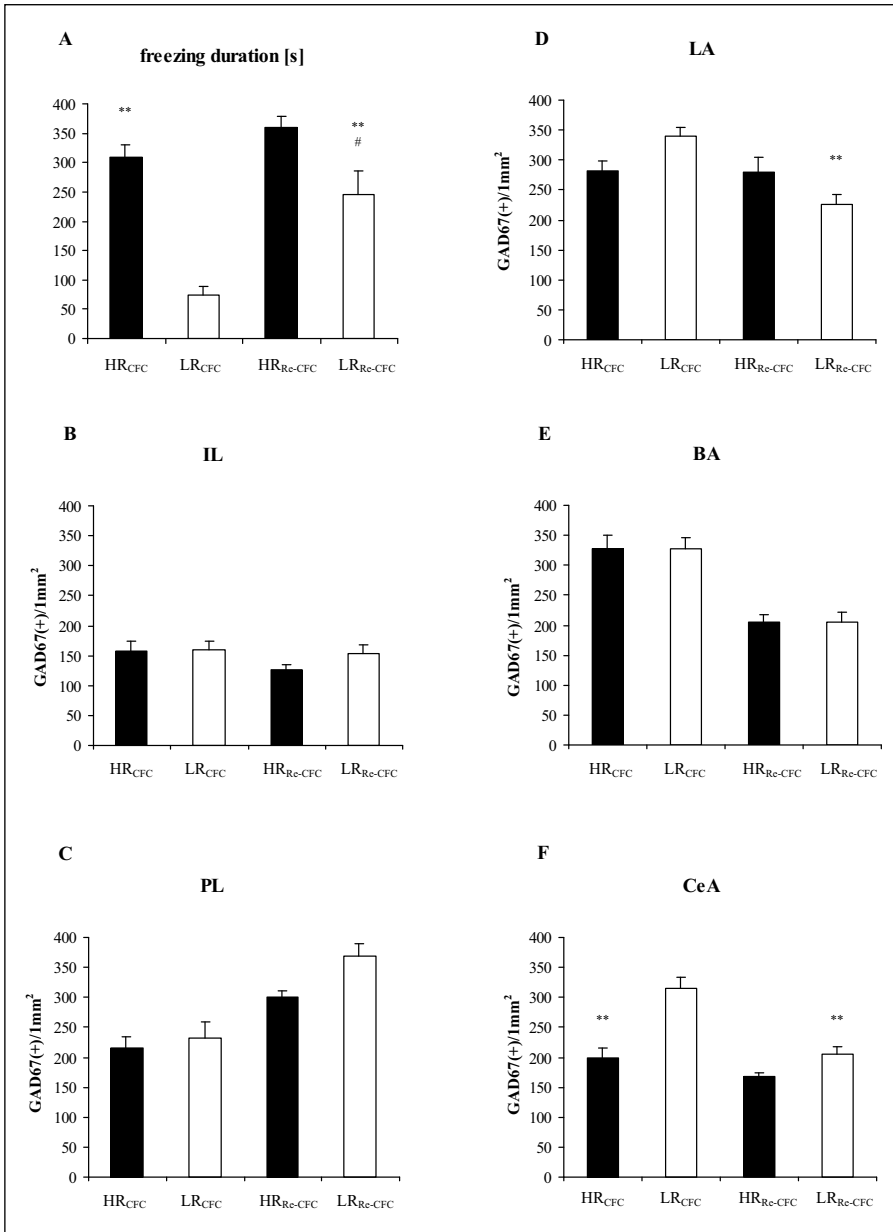 A
freezing duration [s]
**
**
#
400
350
300
250
200
150
100
50
0
HRCFC LRCFC HRRe-CFC LRRe-CFC
B
IL
GAD67(+)/1mm²
400
350
300
250
200
150
100
50
0
HRCFC LRCFC HRRe-CFC LRRe-CFC
C
PL
GAD67(+)/1mm²
400
350
300
250
200
150
100
50
0
HRCFC LRCFC HRRe-CFC LRRe-CFC
D
LA
GAD67(+)/1mm²
400
350
300
250
200
150
100
50
0
**
HRCFC LRCFC HRRe-CFC LRRe-CFC
E
BA
GAD67(+)/1mm²
400
350
300
250
200
150
100
50
0
HRCFC LRCFC HRRe-CFC LRRe-CFC
F
CeA
GAD67(+)/1mm²
400
350
300
250
200
150
100
50
0
** **
HRCFC LRCFC HRRe-CFC LRRe-CFC